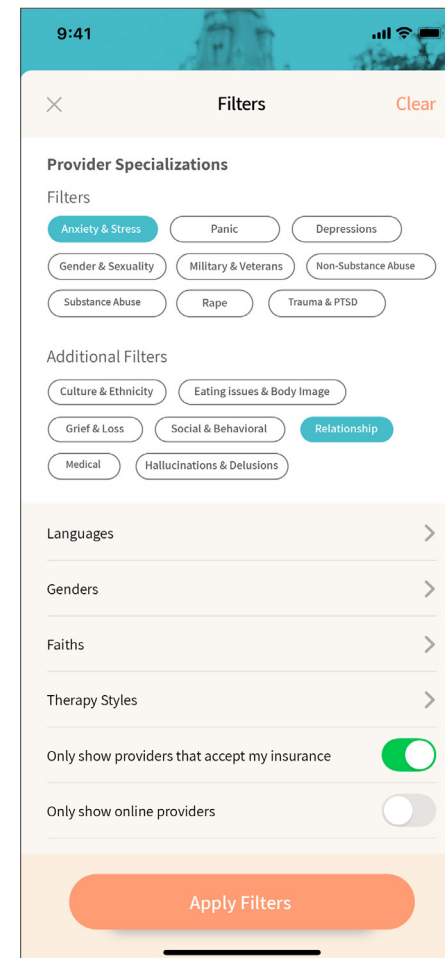 9:41
Filters Clear
Provider Specializations
Filters
Anxiety & Stress Panic Depressions
Gender & Sexuality Military & Veterans Non-Substance Abuse
Substance Abuse Rape Trauma & PTSD
Additional Filters
Culture & Ethnicity Eating issues & Body Image
Grief & Loss Social & Behavioral Relationship
Medical Hallucinations & Delusions
Languages
Genders
Faiths
Therapy Styles
Only show providers that accept my insurance
Only show online providers
Apply Filters